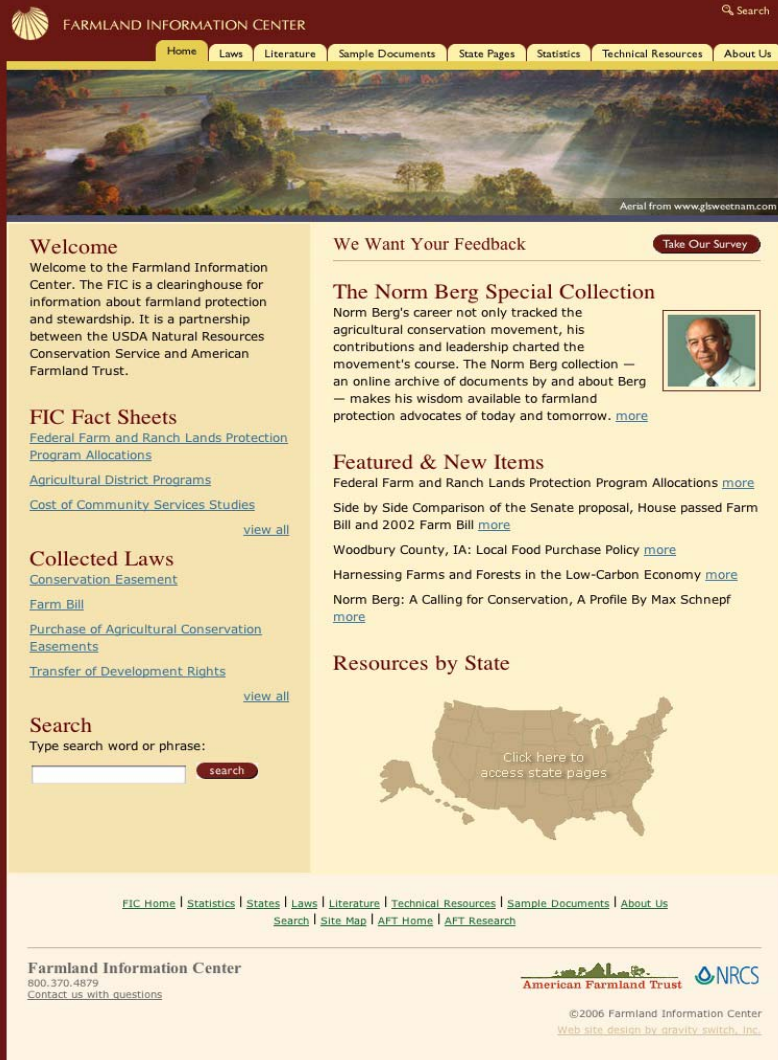 FARMLAND INFORMATION CENTER
Search
Home
Laws
Literature
Sample Documents
State Pages
Statistics
Technical Resources
About Us
Aerial from www.glsweetnam.com
Welcome
Welcome to the Farmland Information
Center. The FIC is a clearinghouse for
information about farmland protection
and stewardship. It is a partnership
between the USDA Natural Resources
Conservation Service and American
Farmland Trust.
FIC Fact Sheets
Federal Farm and Ranch Lands Protection
Program Allocations
Agricultural District Programs
Cost of Community Services Studies
view all
Collected Laws
Conservation Easement
Farm Bill
Purchase of Agricultural Conservation
Easements
Transfer of Development Rights
view all
Search
Type search word or phrase:
search
We Want Your Feedback
Take Our Survey
The Norm Berg Special Collection
Norm Berg's career not only tracked the
agricultural conservation movement, his
contributions and leadership charted the
movement's course. The Norm Berg collection —
an online archive of documents by and about Berg
— makes his wisdom available to farmland
protection advocates of today and tomorrow. more
Featured & New Items
Federal Farm and Ranch Lands Protection Program Allocations more
Side by Side Comparison of the Senate proposal, House passed Farm
Bill and 2002 Farm Bill more
Woodbury County, IA: Local Food Purchase Policy more
Harnessing Farms and Forests in the Low-Carbon Economy more
Norm Berg: A Calling for Conservation, A Profile By Max Schnepf
more
Resources by State
Click here to
access state pages
FIC Home | Statistics | States | Laws | Literature | Technical Resources | Sample Documents | About Us
Search | Site Map | AFT Home | AFT Research
Farmland Information Center
800.370.4879
Contact us with questions
American Farmland Trust
NRCS
©2006 Farmland Information Center
Web site design by gravity switch, inc.